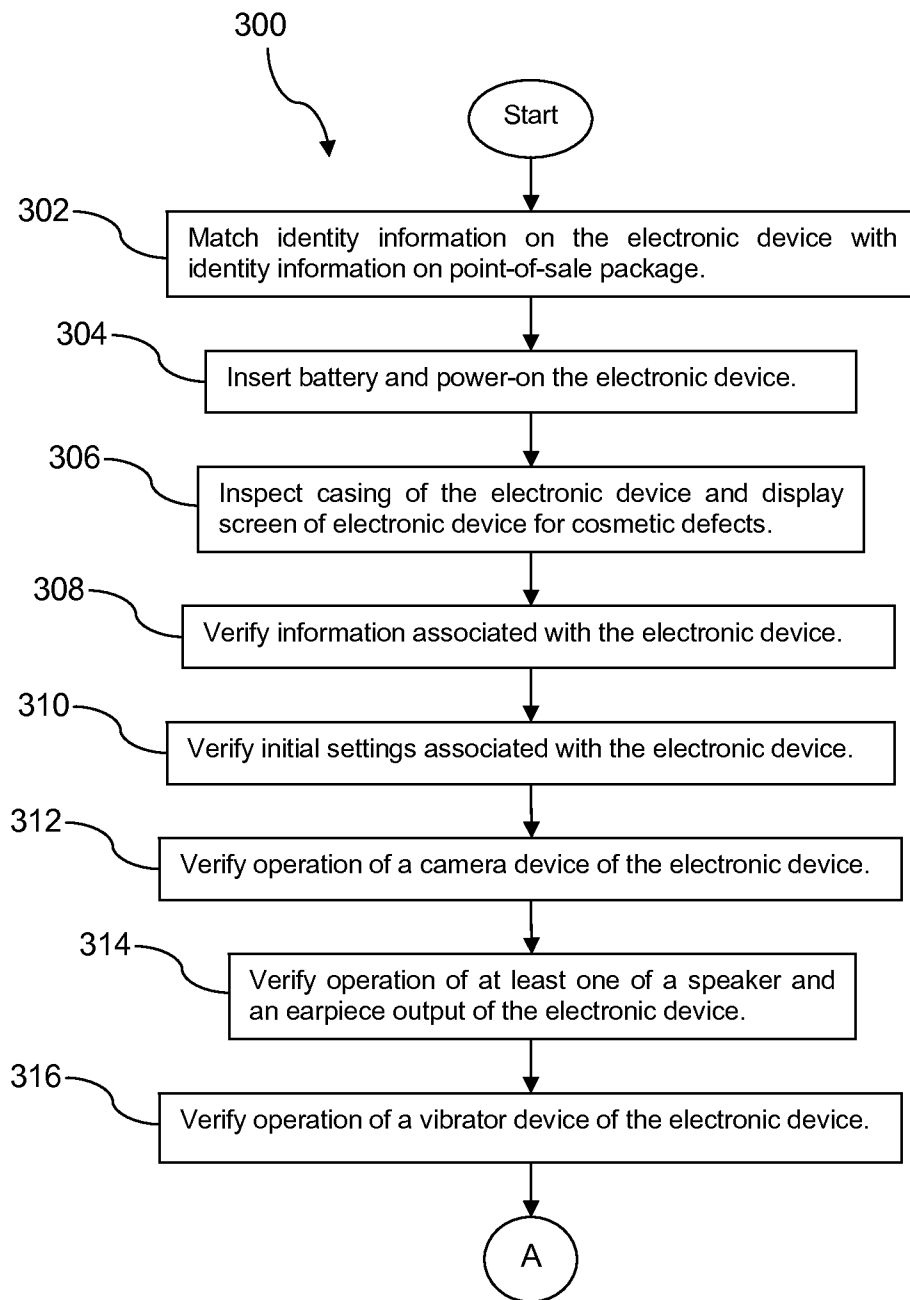 300
Start
302
Match identity information on the electronic device with
identity information on point-of-sale package.
304
Insert battery and power-on the electronic device.
306
Inspect casing of the electronic device and display
screen of electronic device for cosmetic defects.
308
Verify information associated with the electronic device.
310
Verify initial settings associated with the electronic device.
312
Verify operation of a camera device of the electronic device.
314
Verify operation of at least one of a speaker and
an earpiece output of the electronic device.
316
Verify operation of a vibrator device of the electronic device.
A